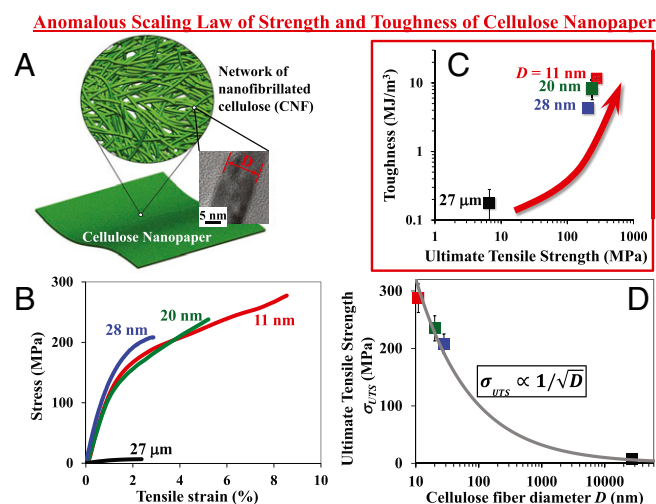 Anomalous Scaling Law of Strength and Toughness of Cellulose Nanopaper
A
Network of
nanofibrillated
cellulose (CNF)
D
5 nm
Cellulose Nanopaper
C
Toughness (MJ/m³)
100
10
1
0.1
D = 11 nm
20 nm
28 nm
27 μm
1
10
100
1000
Ultimate Tensile Strength (MPa)
B
Stress (MPa)
300
200
100
0
28 nm
20 nm
11 nm
27 μm
0
2
4
6
8
10
Tensile strain (%)
D
Ultimate Tensile Strength
σUTS (MPa)
300
200
100
0
σUTS ∝ 1/√D
10
100
1000
10000
Cellulose fiber diameter D (nm)